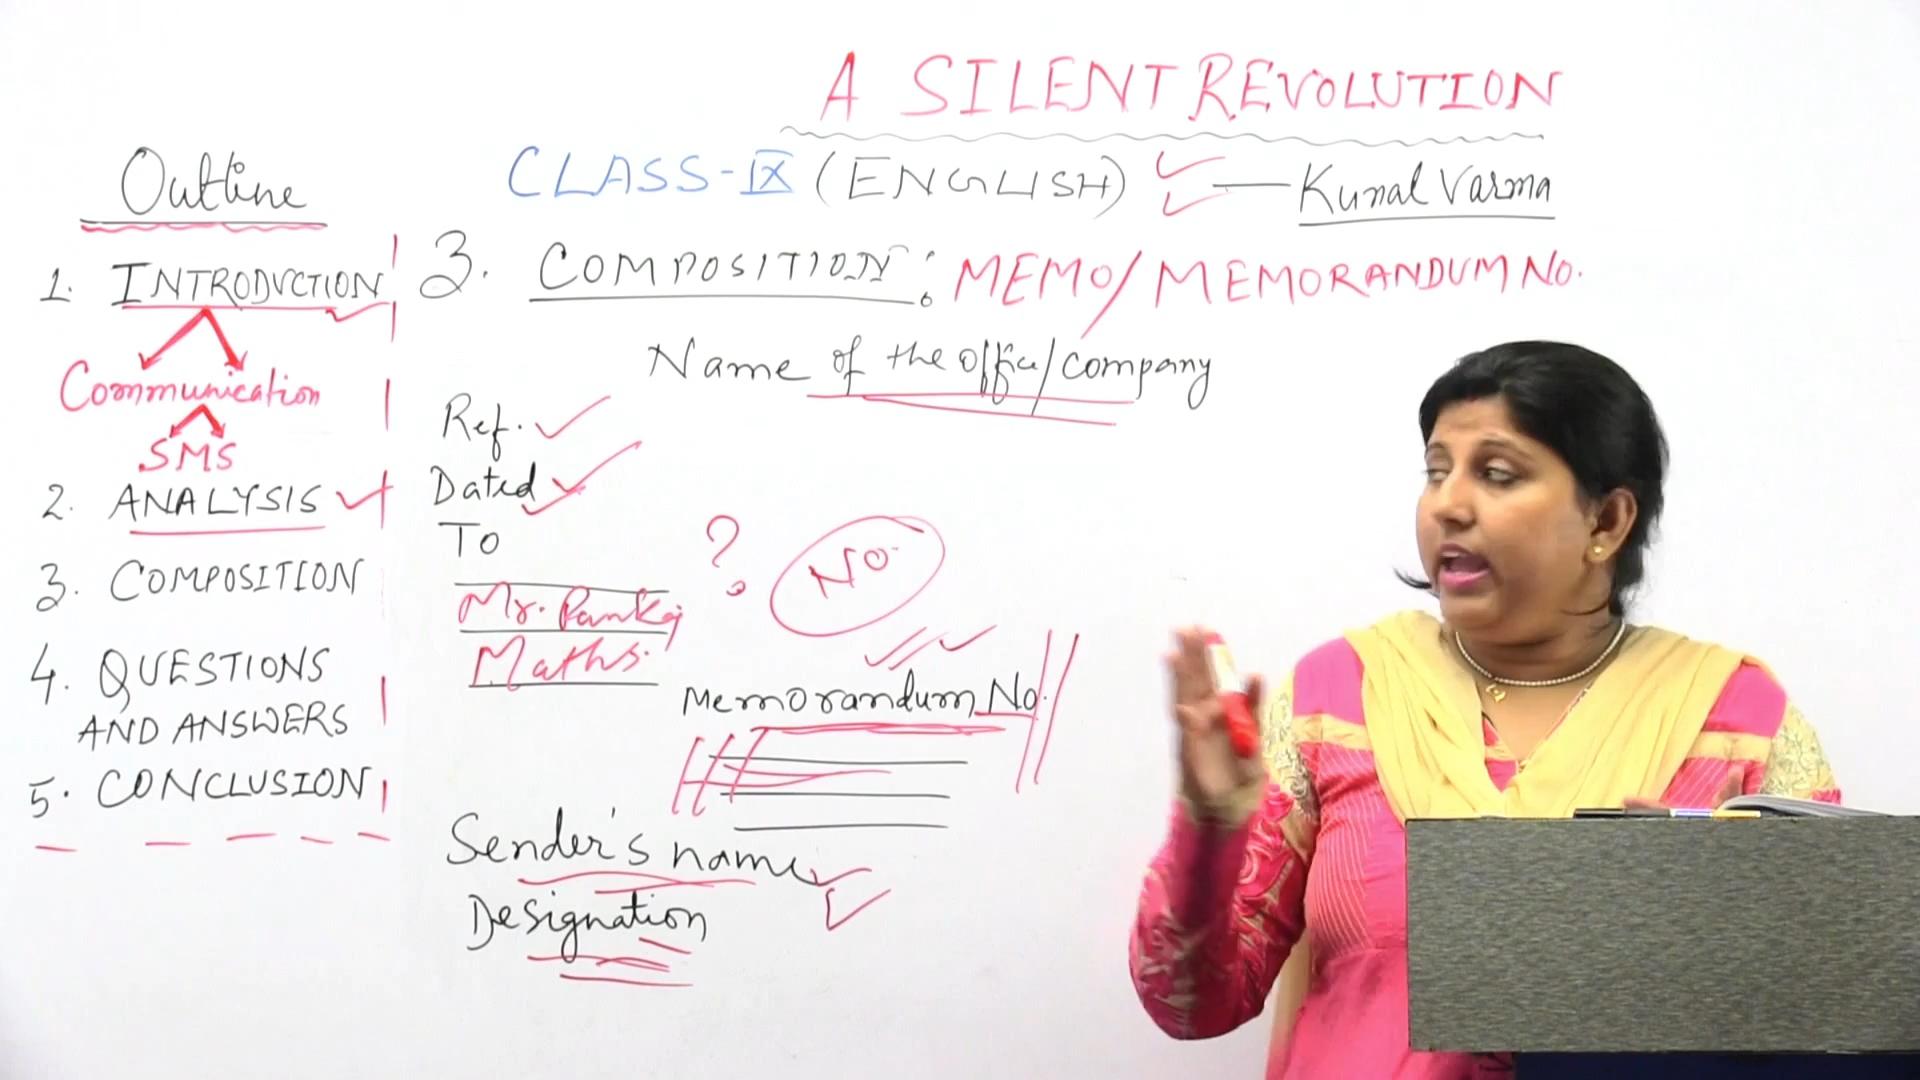 A SILENT REVOLUTION
CLASS-IX (ENGLISH) — Kunal Varma
Outline
1. INTRODUCTION
Communication
SMS
2. ANALYSIS
3. COMPOSITION
4. QUESTIONS
AND ANSWERS
5. CONCLUSION
3. COMPOSITION: MEMO/MEMORANDUM NO.
Name of the office/company
Ref.
Dated
To
Mr. Pankaj
Maths.
?
NO.
Memorandum No.
Sender's name
Designation